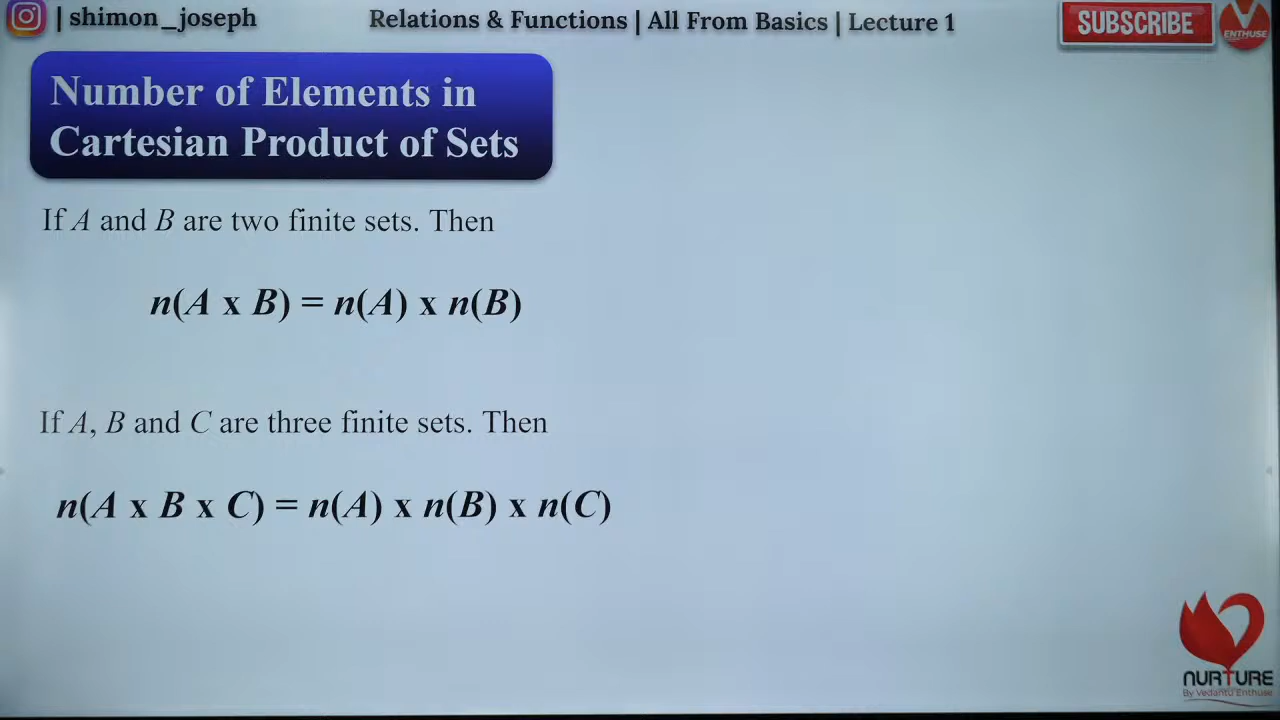 | shimon_joseph
Relations & Functions | All From Basics | Lecture 1
SUBSCRIBE
ENTHUSE
Number of Elements in
Cartesian Product of Sets
If A and B are two finite sets. Then
n(A x B) = n(A) x n(B)
If A, B and C are three finite sets. Then
n(A x B x C) = n(A) x n(B) x n(C)
NURTURE
By Vedantu Enthuse